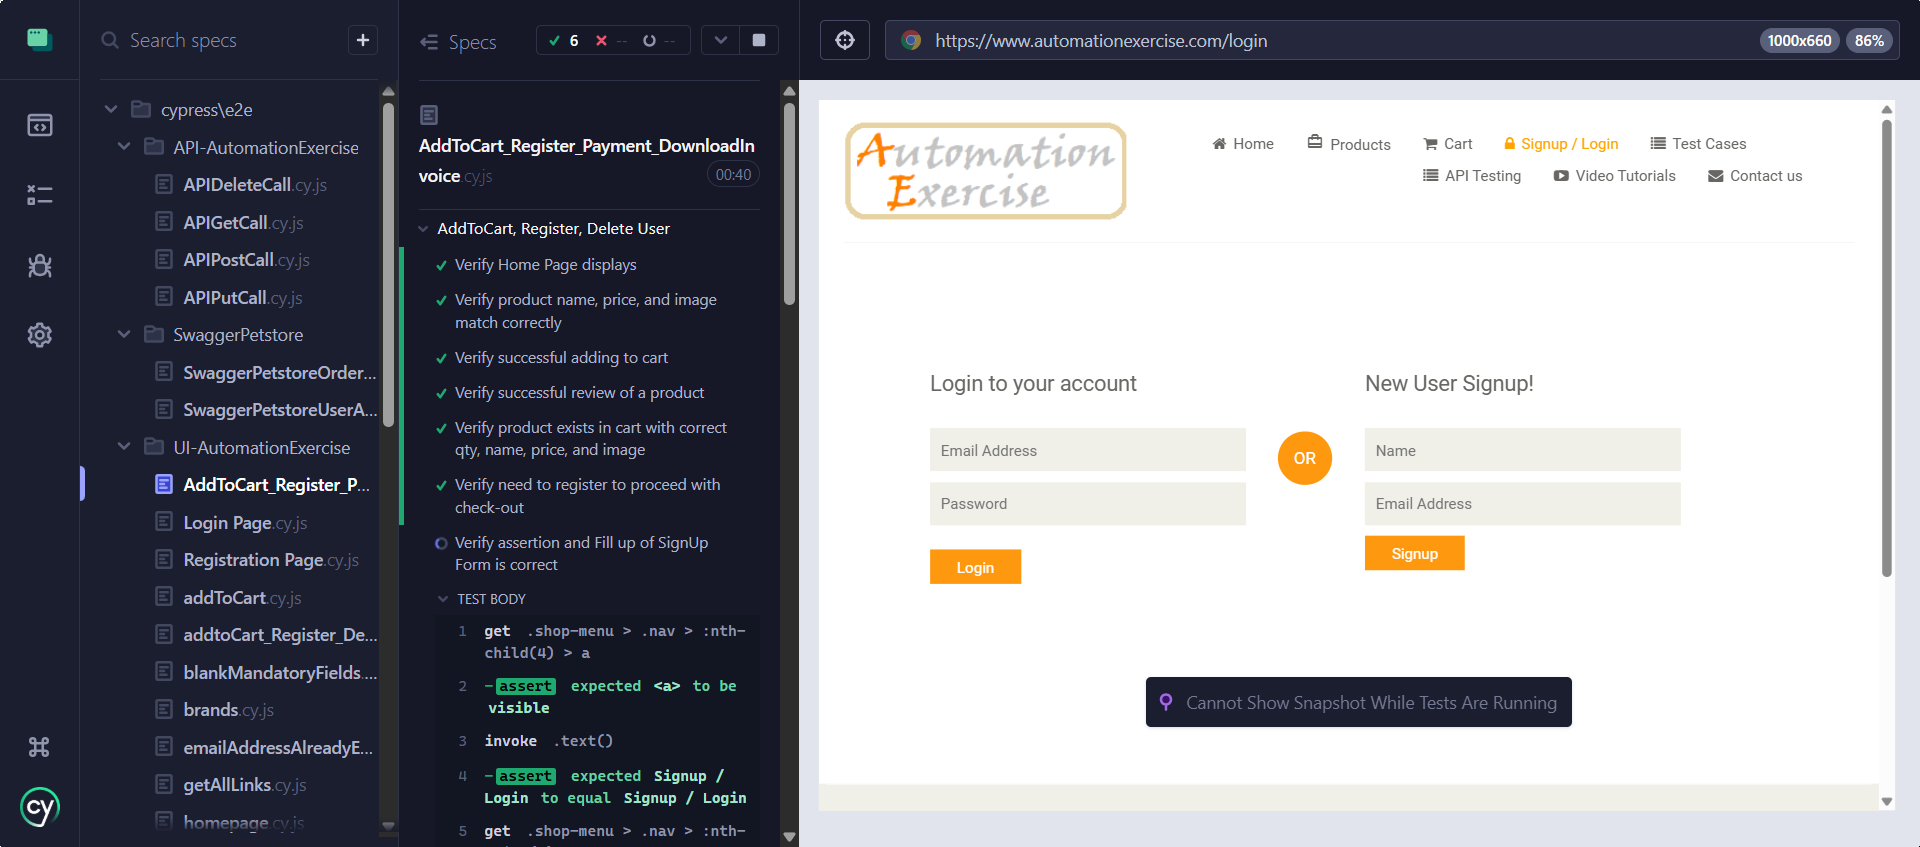 Search specs
+
cypress\e2e
API-AutomationExercise
APIDeleteCall.cy.js
APIGetCall.cy.js
APIPostCall.cy.js
APIPutCall.cy.js
SwaggerPetstore
SwaggerPetstoreOrder...
SwaggerPetstoreUserA...
UI-AutomationExercise
AddToCart_Register_P...
Login Page.cy.js
Registration Page.cy.js
addToCart.cy.js
addtoCart_Register_De...
blankMandatoryFields....
brands.cy.js
emailAddressAlreadyE...
getAllLinks.cy.js
homepage.cy.js
cy
Specs
6 -- --
AddToCart_Register_Payment_DownloadIn
voice.cy.js 00:40
AddToCart, Register, Delete User
Verify Home Page displays
Verify product name, price, and image
match correctly
Verify successful adding to cart
Verify successful review of a product
Verify product exists in cart with correct
qty, name, price, and image
Verify need to register to proceed with
check-out
Verify assertion and Fill up of SignUp
Form is correct
TEST BODY
1 get .shop-menu > .nav > :nth-
child(4) > a
2 -assert expected <a> to be
visible
3 invoke .text()
4 -assert expected Signup /
Login to equal Signup / Login
5 get .shop-menu > .nav > :nth-
https://www.automationexercise.com/login 1000x660 86%
Automation
Exercise
Home Products Cart Signup / Login Test Cases
API Testing Video Tutorials Contact us
Login to your account
Email Address
Password
Login
OR
New User Signup!
Name
Email Address
Signup
Cannot Show Snapshot While Tests Are Running